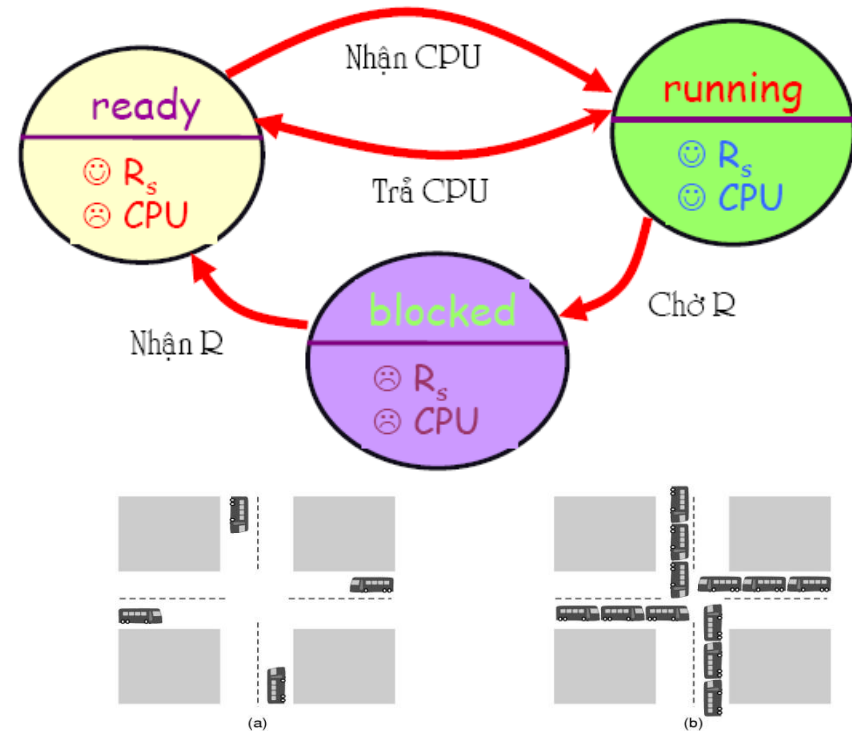 Nhận CPU
ready
running
☺ Rs
☹ CPU
☺ Rs
☺ CPU
Trả CPU
blocked
Chờ R
Nhận R
☹ Rs
☹ CPU
(a)
(b)